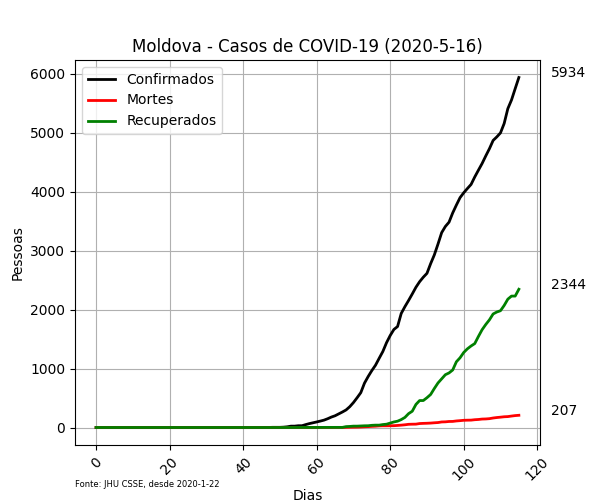 Moldova - Casos de COVID-19 (2020-5-16)
Confirmados
Mortes
Recuperados
Pessoas
6000
5000
4000
3000
2000
1000
0
5934
2344
207
0
20
40
60
80
100
120
Dias
Fonte: JHU CSSE, desde 2020-1-22